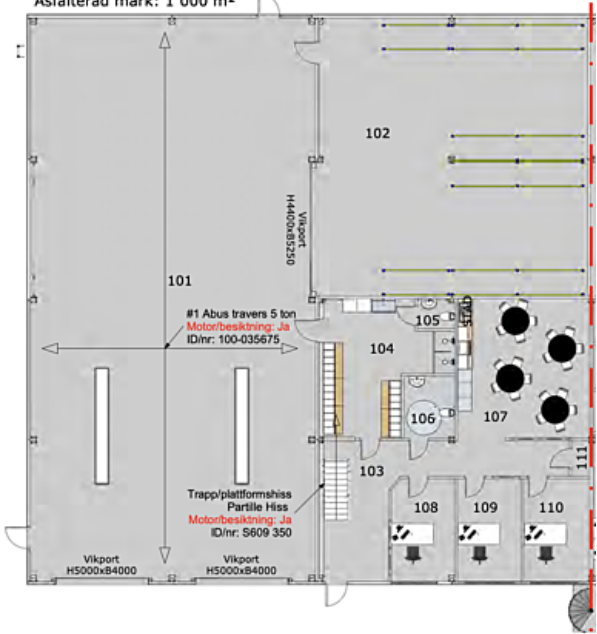 Asfalterad mark: 1 000 m²
102
Vikport
H4400xB5250
101
#1 Abus travers 5 ton
Motor/besiktning: Ja
ID/nr: 100-035675
105
STÄD
104
106
107
111
103
Trapp/plattformshiss
Partille Hiss
Motor/besiktning: Ja
ID/nr: S609 350
108
109
110
Vikport
H5000xB4000
Vikport
H5000xB4000